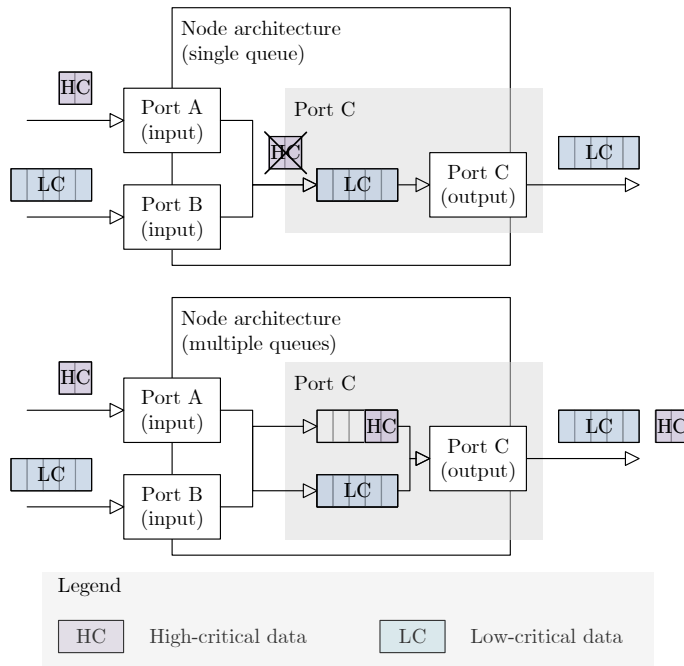 Node architecture
(single queue)
HC
Port A
(input)
Port C
HC
LC
LC
LC
Port C
(output)
Port B
(input)
Node architecture
(multiple queues)
HC
Port A
(input)
Port C
HC
LC
HC
LC
LC
Port C
(output)
Port B
(input)
Legend
HC High-critical data
LC Low-critical data